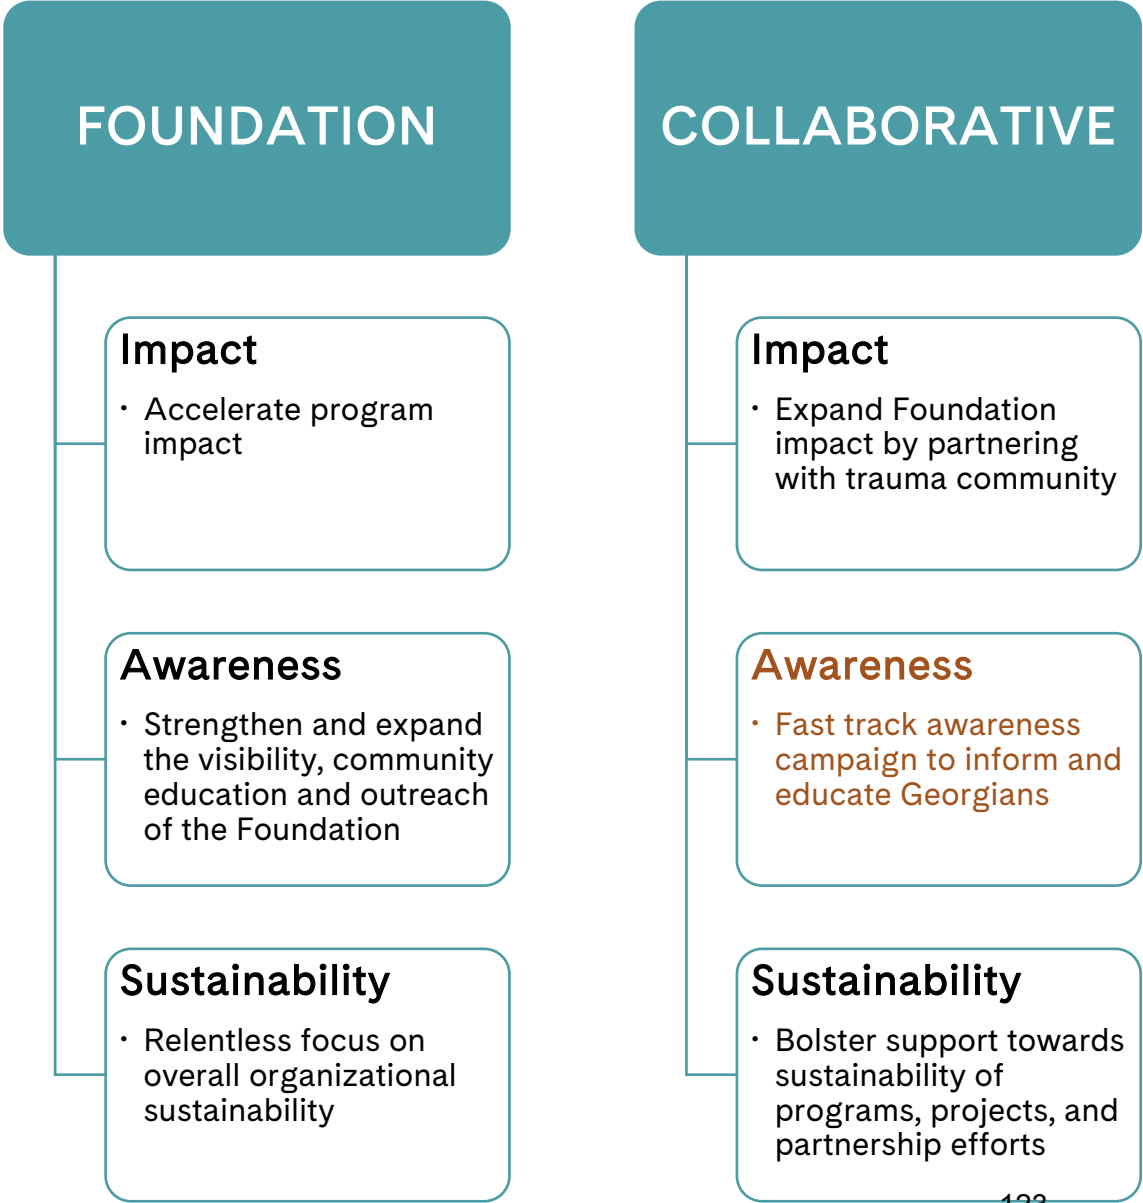 FOUNDATION
Impact
• Accelerate program
impact
Awareness
• Strengthen and expand
the visibility, community
education and outreach
of the Foundation
Sustainability
• Relentless focus on
overall organizational
sustainability
COLLABORATIVE
Impact
• Expand Foundation
impact by partnering
with trauma community
Awareness
• Fast track awareness
campaign to inform and
educate Georgians
Sustainability
• Bolster support towards
sustainability of
programs, projects, and
partnership efforts